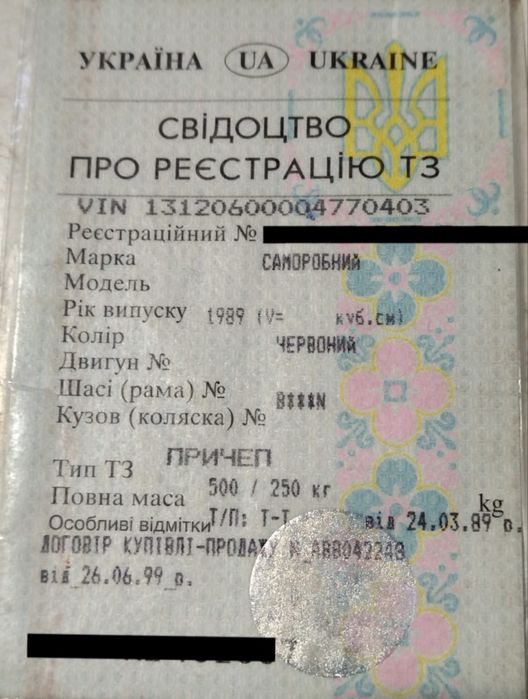 УКРАЇНА UA UKRAINE
СВІДОЦТВО
ПРО РЕЄСТРАЦІЮ ТЗ
VIN 13120600004770403
Реєстраційний №
Марка САМОРОБНИЙ
Модель
Рік випуску 1989 (V= куб.см)
Колір ЧЕРВОНИЙ
Двигун №
Шасі (рама) №
Кузов (коляска) №
Тип ТЗ ПРИЧЕП
Повна маса 500 / 250 кг kg
Особливі відмітки Т/П: Т-Т від 24.03.89 р.
ДОГОВІР КУПІВЛІ-ПРОДАЖУ N АВВ042248
від 26.06.99 р.